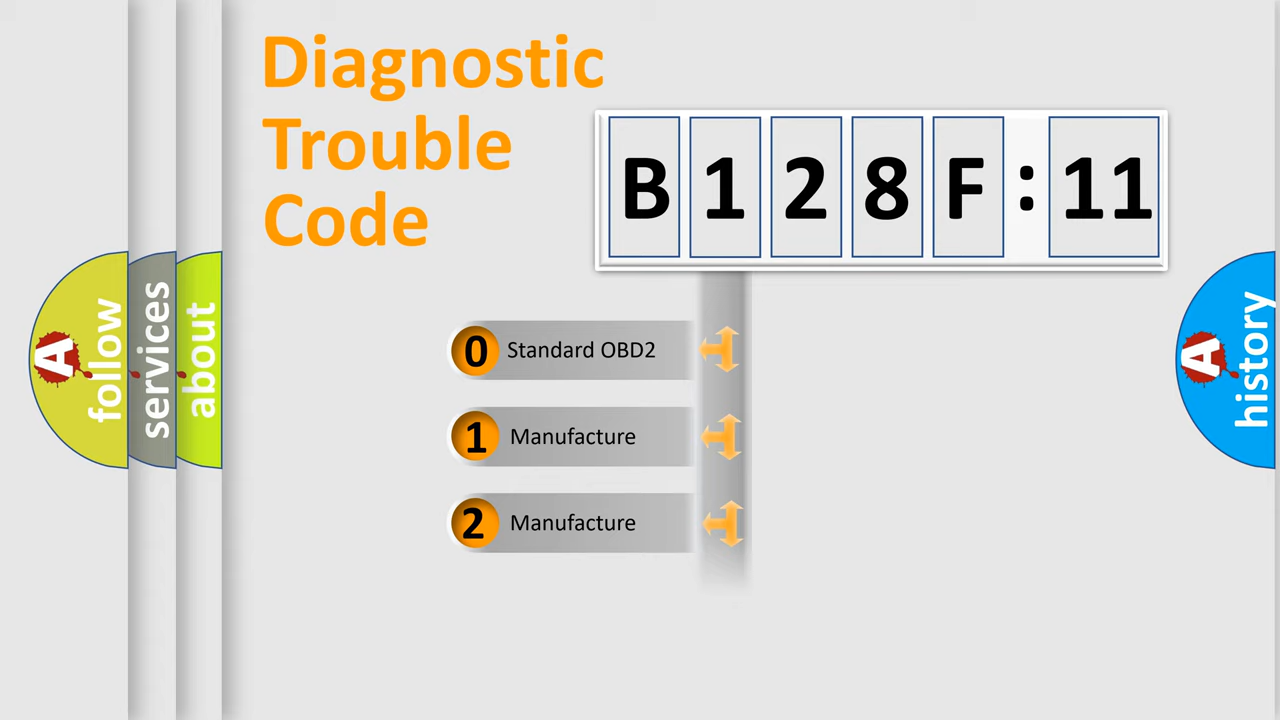 Diagnostic
Trouble
Code
B 1 2 8 F : 11
0 Standard OBD2
1 Manufacture
2 Manufacture
A follow
services
about
A history